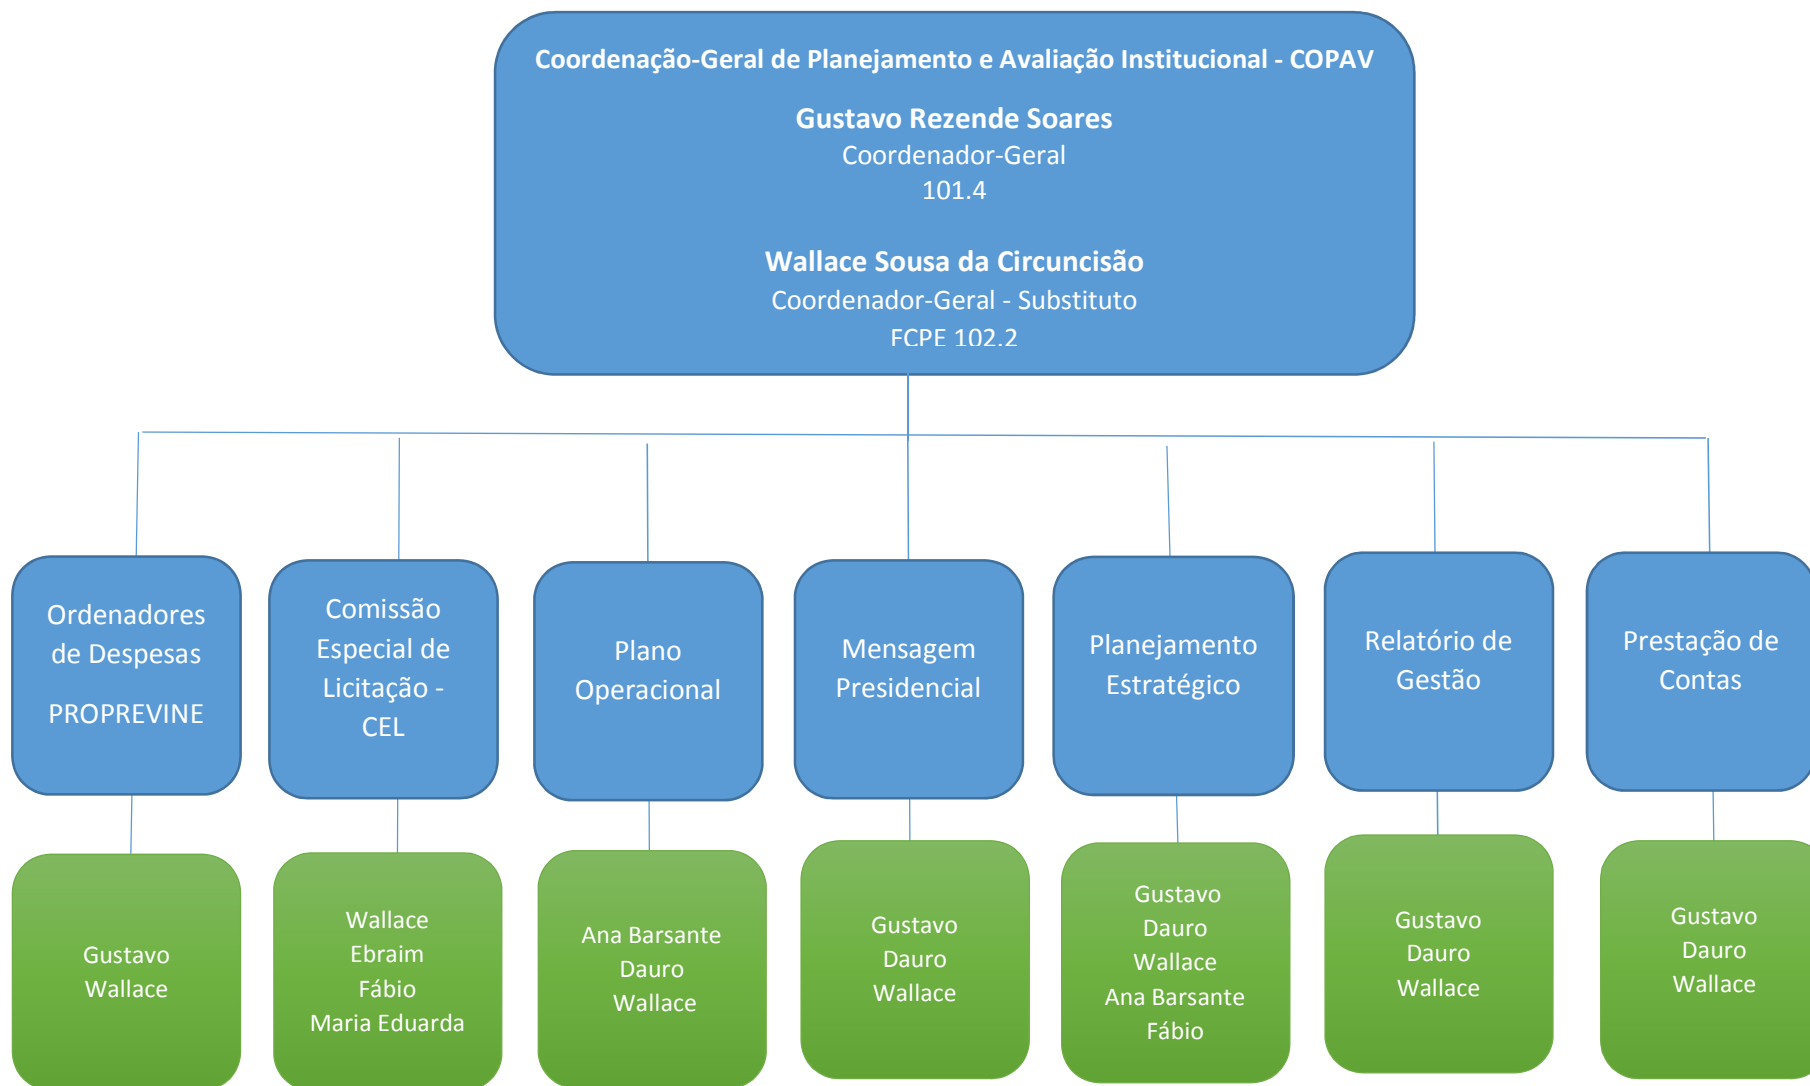 Coordenação-Geral de Planejamento e Avaliação Institucional - COPAV
Gustavo Rezende Soares
Coordenador-Geral
101.4
Wallace Sousa da Circuncisão
Coordenador-Geral - Substituto
FCPE 102.2
Ordenadores
de Despesas
PROPREVINE
Comissão
Especial de
Licitação -
CEL
Plano
Operacional
Mensagem
Presidencial
Planejamento
Estratégico
Relatório de
Gestão
Prestação de
Contas
Gustavo
Wallace
Wallace
Ebraim
Fábio
Maria Eduarda
Ana Barsante
Dauro
Wallace
Gustavo
Dauro
Wallace
Gustavo
Dauro
Wallace
Ana Barsante
Fábio
Gustavo
Dauro
Wallace
Gustavo
Dauro
Wallace